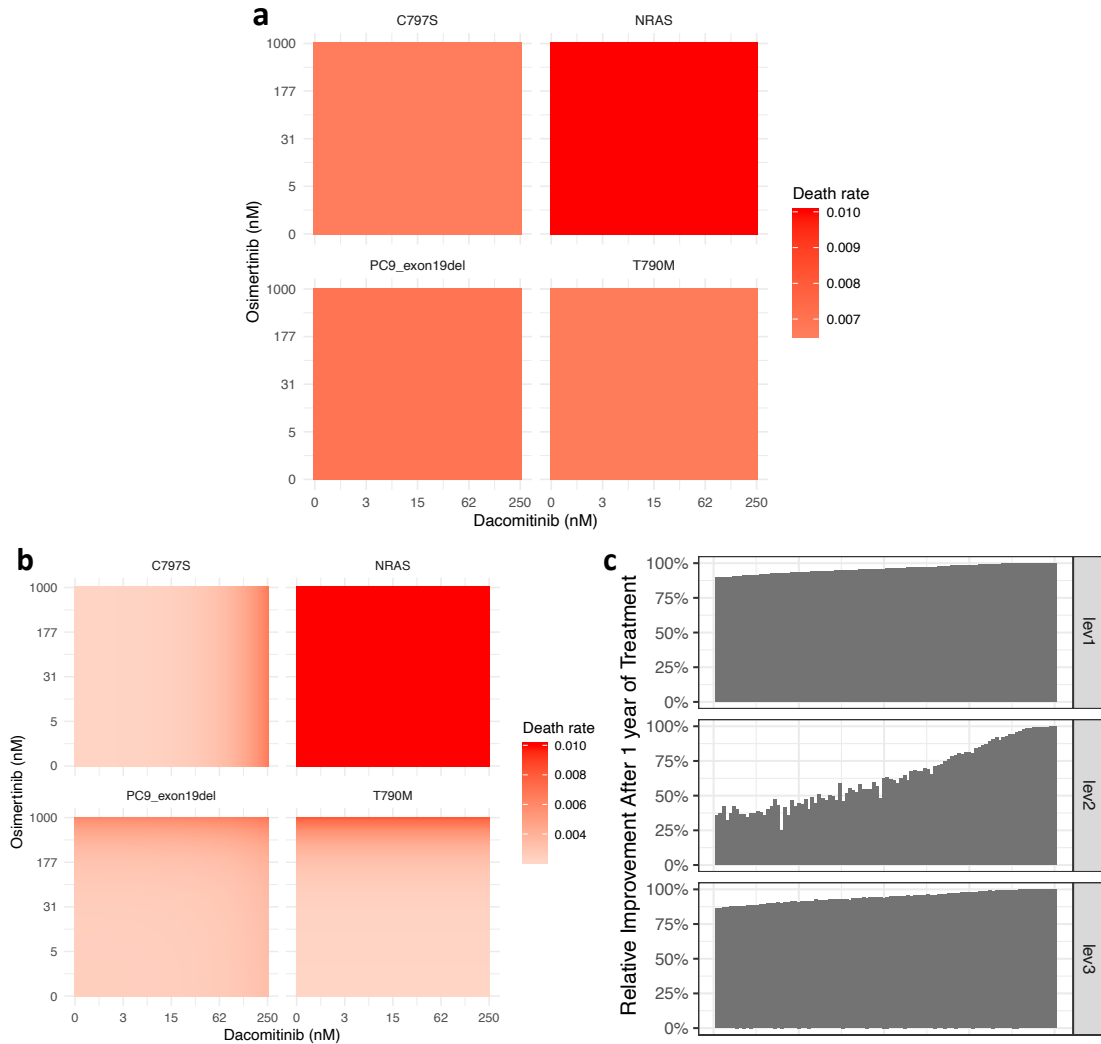 a
C797S
NRAS
1000
177
31
5
0
PC9_exon19del
T790M
1000
177
31
5
0
0 3 15 62 250
0 3 15 62 250
Dacomitinib (nM)
Osimertinib (nM)
Death rate
0.010
0.009
0.008
0.007
b
C797S
NRAS
1000
177
31
5
0
PC9_exon19del
T790M
1000
177
31
5
0
0 3 15 62 250
0 3 15 62 250
Dacomitinib (nM)
Osimertinib (nM)
Death rate
0.010
0.008
0.006
0.004
c
Relative Improvement After 1 year of Treatment
100%
75%
50%
25%
0%
lev1
100%
75%
50%
25%
0%
lev2
100%
75%
50%
25%
0%
lev3